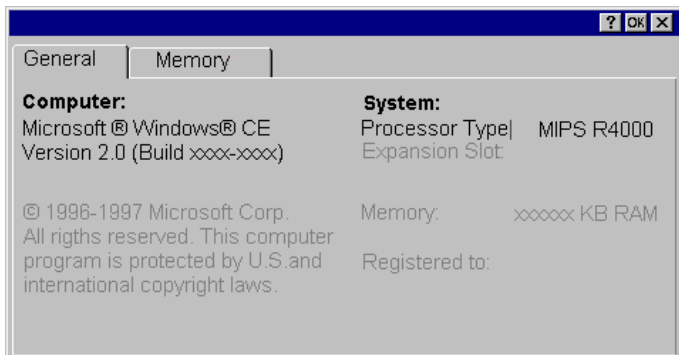 ? OK X
General Memory
Computer:
Microsoft ® Windows® CE
Version 2.0 (Build xxxx-xxxx)
© 1996-1997 Microsoft Corp.
All rigths reserved. This computer
program is protected by U.S.and
international copyright laws.
System:
Processor Type| MIPS R4000
Expansion Slot:
Memory: xxxxxx KB RAM
Registered to: